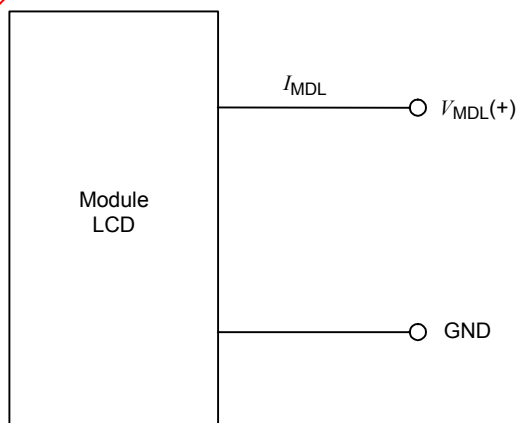 I_MDL
V_MDL(+)
Module
LCD
GND